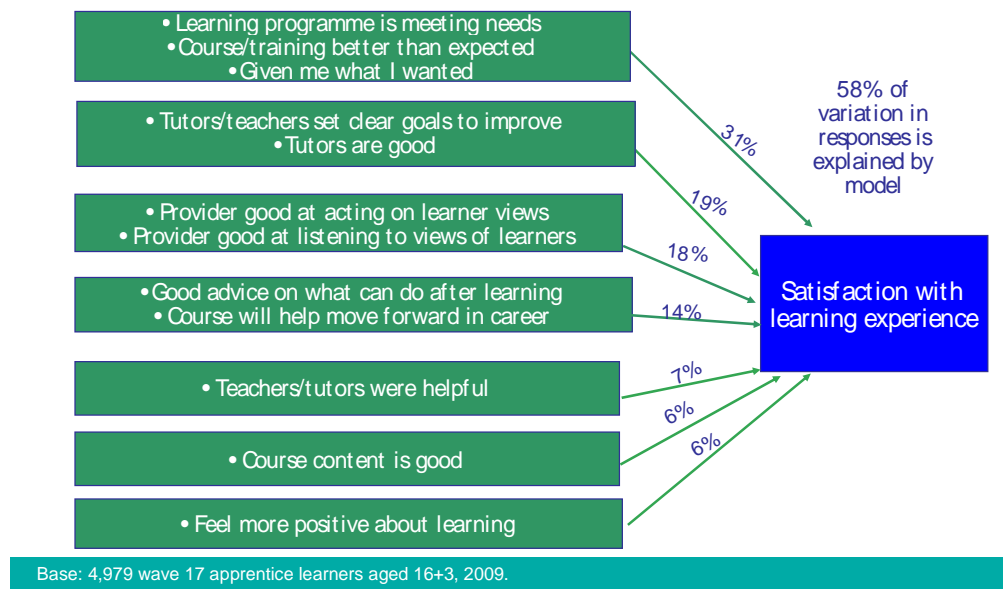 • Learning programme is meeting needs
•Course/training better than expected
•Given me what I wanted
58% of
variation in
responses is
explained by
model
• Tutors/teachers set clear goals to improve
• Tutors are good
31%
19%
• Provider good at acting on learner views
• Provider good at listening to views of learners
18%
•Good advice on what can do after learning
• Course will help move forward in career
14%
Satisfaction with
learning experience
• Teachers/tutors were helpful
7%
6%
• Course content is good
6%
• Feel more positive about learning
Base: 4,979 wave 17 apprentice learners aged 16+3, 2009.